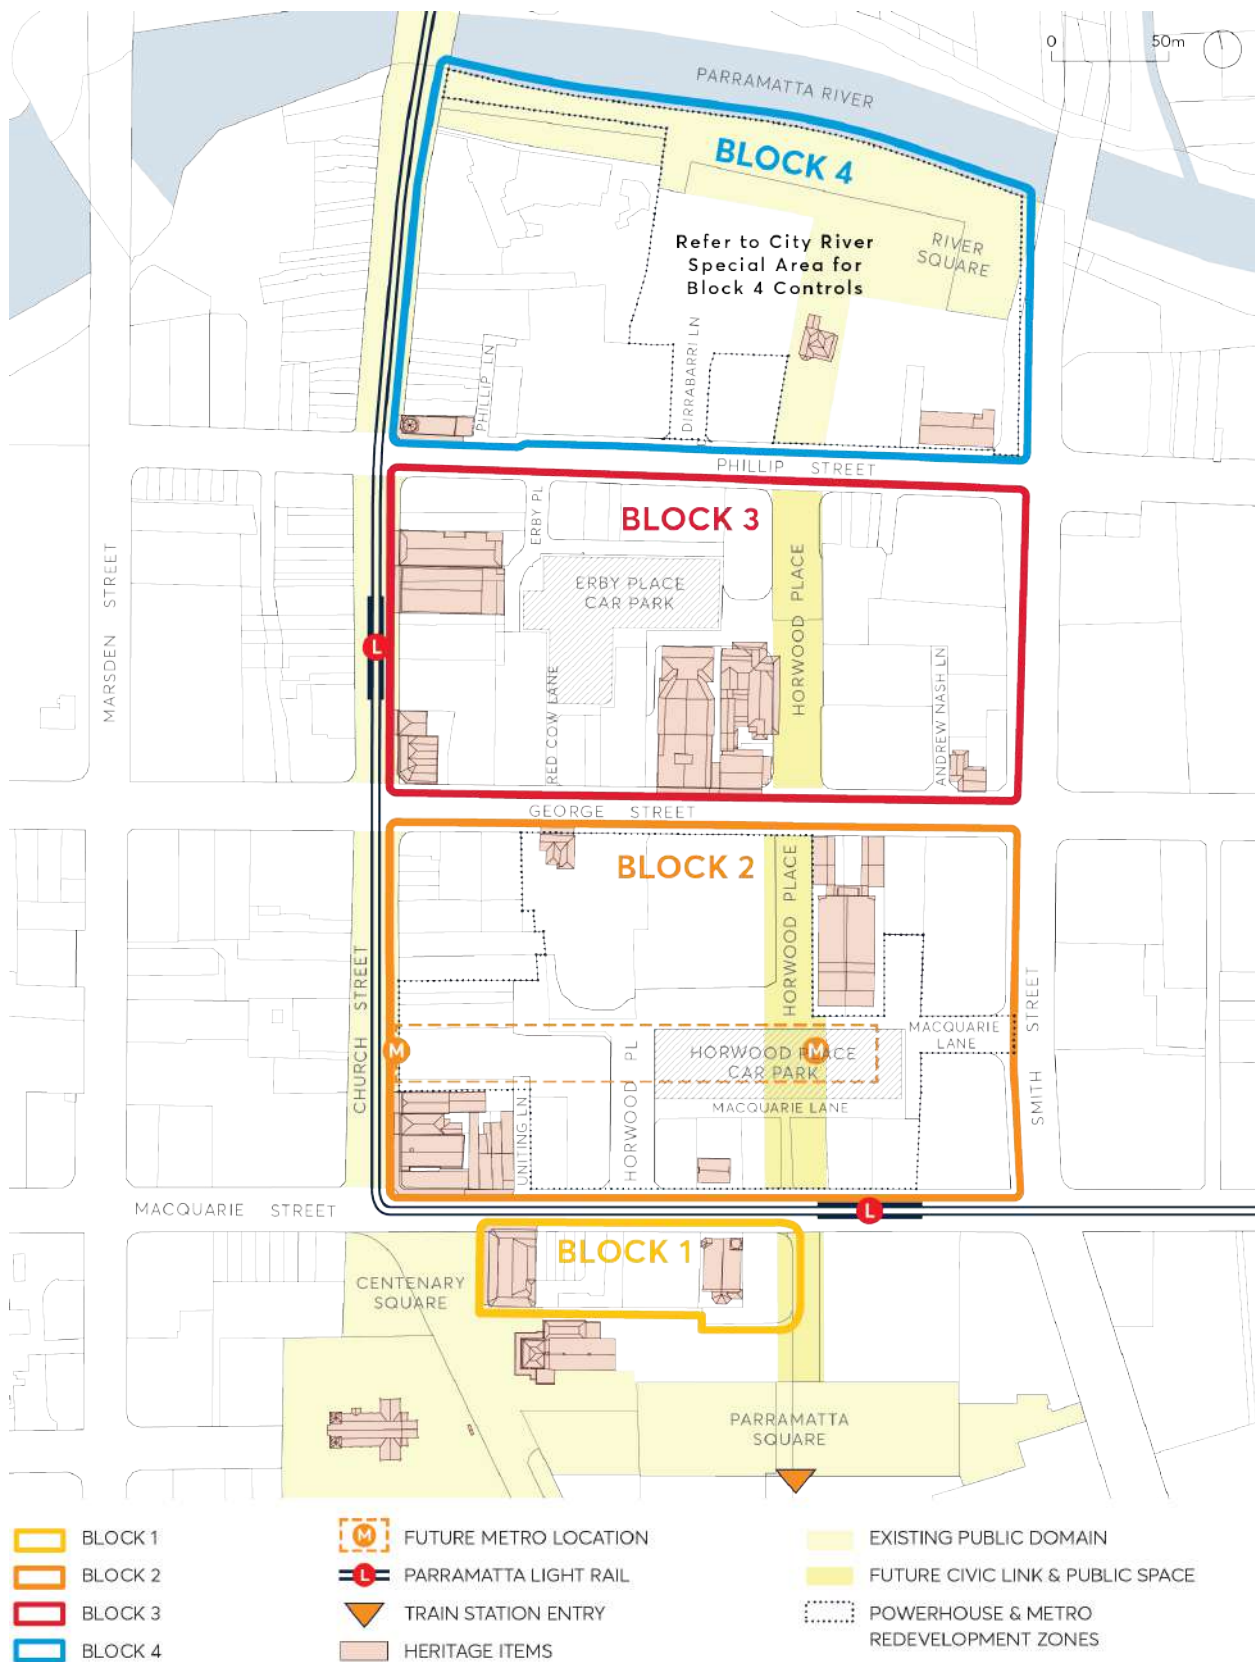 0 50m
PARRAMATTA RIVER
BLOCK 4
Refer to City River
Special Area for
Block 4 Controls
RIVER
SQUARE
PHILLIP LN
DIRRABARRI LN
PHILLIP STREET
BLOCK 3
ERBY PL
ERBY PLACE
CAR PARK
HORWOOD PLACE
MARSDEN STREET
L
RED COW LANE
ANDREW NASH LN
GEORGE STREET
BLOCK 2
HORWOOD PLACE
CHURCH STREET
SMITH STREET
MACQUARIE
LANE
M
HORWOOD PLACE
CAR PARK
M
HORWOOD PL
MACQUARIE LANE
UNITING LN
MACQUARIE STREET
L
BLOCK 1
CENTENARY
SQUARE
PARRAMATTA
SQUARE
BLOCK 1
BLOCK 2
BLOCK 3
BLOCK 4
M
FUTURE METRO LOCATION
L
PARRAMATTA LIGHT RAIL
TRAIN STATION ENTRY
HERITAGE ITEMS
EXISTING PUBLIC DOMAIN
FUTURE CIVIC LINK & PUBLIC SPACE
POWERHOUSE & METRO
REDEVELOPMENT ZONES